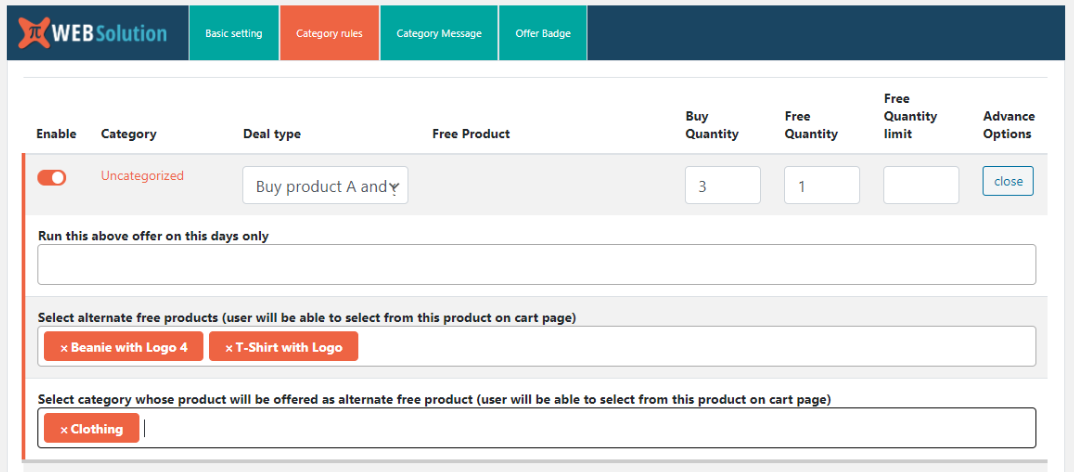 π WEBSolution Basic setting Category rules Category Message Offer Badge
Enable Category Deal type Free Product Buy Quantity Free Quantity Free Quantity limit Advance Options
Uncategorized Buy product A and 3 1 close
Run this above offer on this days only
Select alternate free products (user will be able to select from this product on cart page)
× Beanie with Logo 4 × T-Shirt with Logo
Select category whose product will be offered as alternate free product (user will be able to select from this product on cart page)
× Clothing